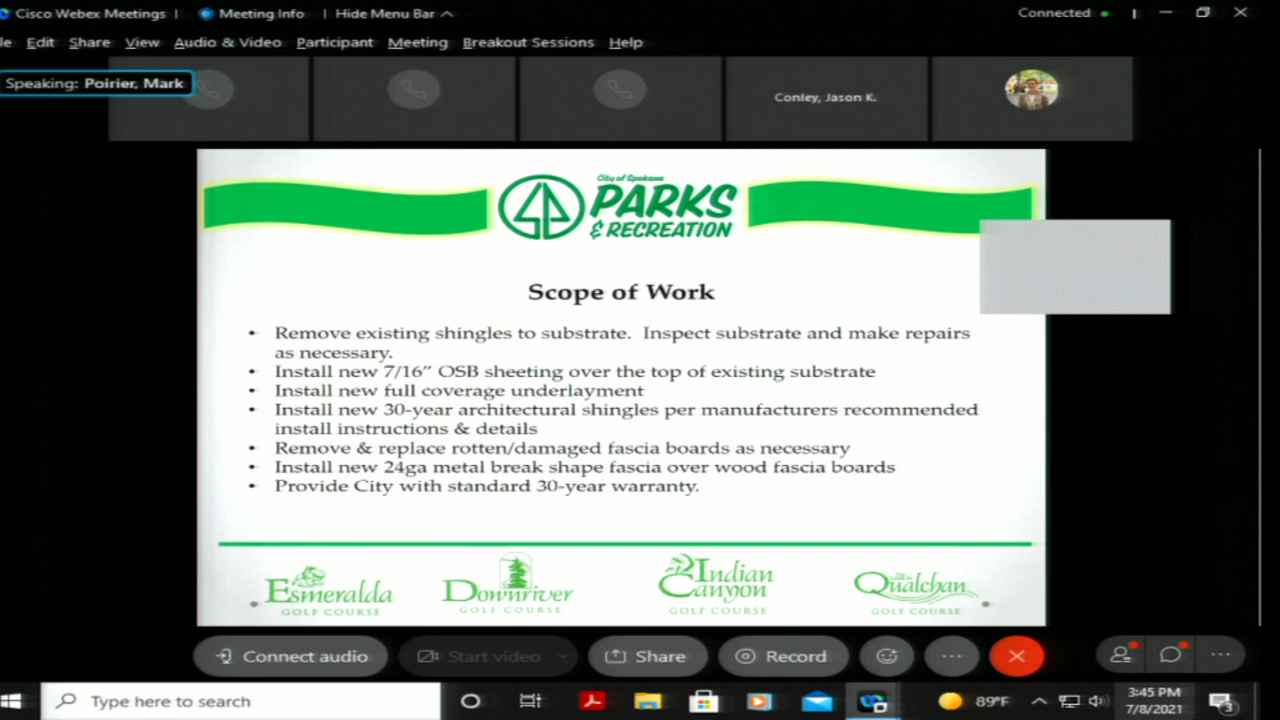 Cisco Webex Meetings | Meeting Info | Hide Menu Bar
Connected
le Edit Share View Audio & Video Participant Meeting Breakout Sessions Help
Speaking: Poirier, Mark
Conley, Jason K.
City of Spokane
PARKS
& RECREATION
Scope of Work
• Remove existing shingles to substrate. Inspect substrate and make repairs
as necessary.
• Install new 7/16” OSB sheeting over the top of existing substrate
• Install new full coverage underlayment
• Install new 30-year architectural shingles per manufacturers recommended
install instructions & details
• Remove & replace rotten/damaged fascia boards as necessary
• Install new 24ga metal break shape fascia over wood fascia boards
• Provide City with standard 30-year warranty.
Esmeralda
GOLF COURSE
Downriver
GOLF COURSE
Indian
Canyon
GOLF COURSE
Qualchan
GOLF COURSE
Connect audio
Start video
Share
Record
Type here to search
89°F
3:45 PM
7/8/2021
3